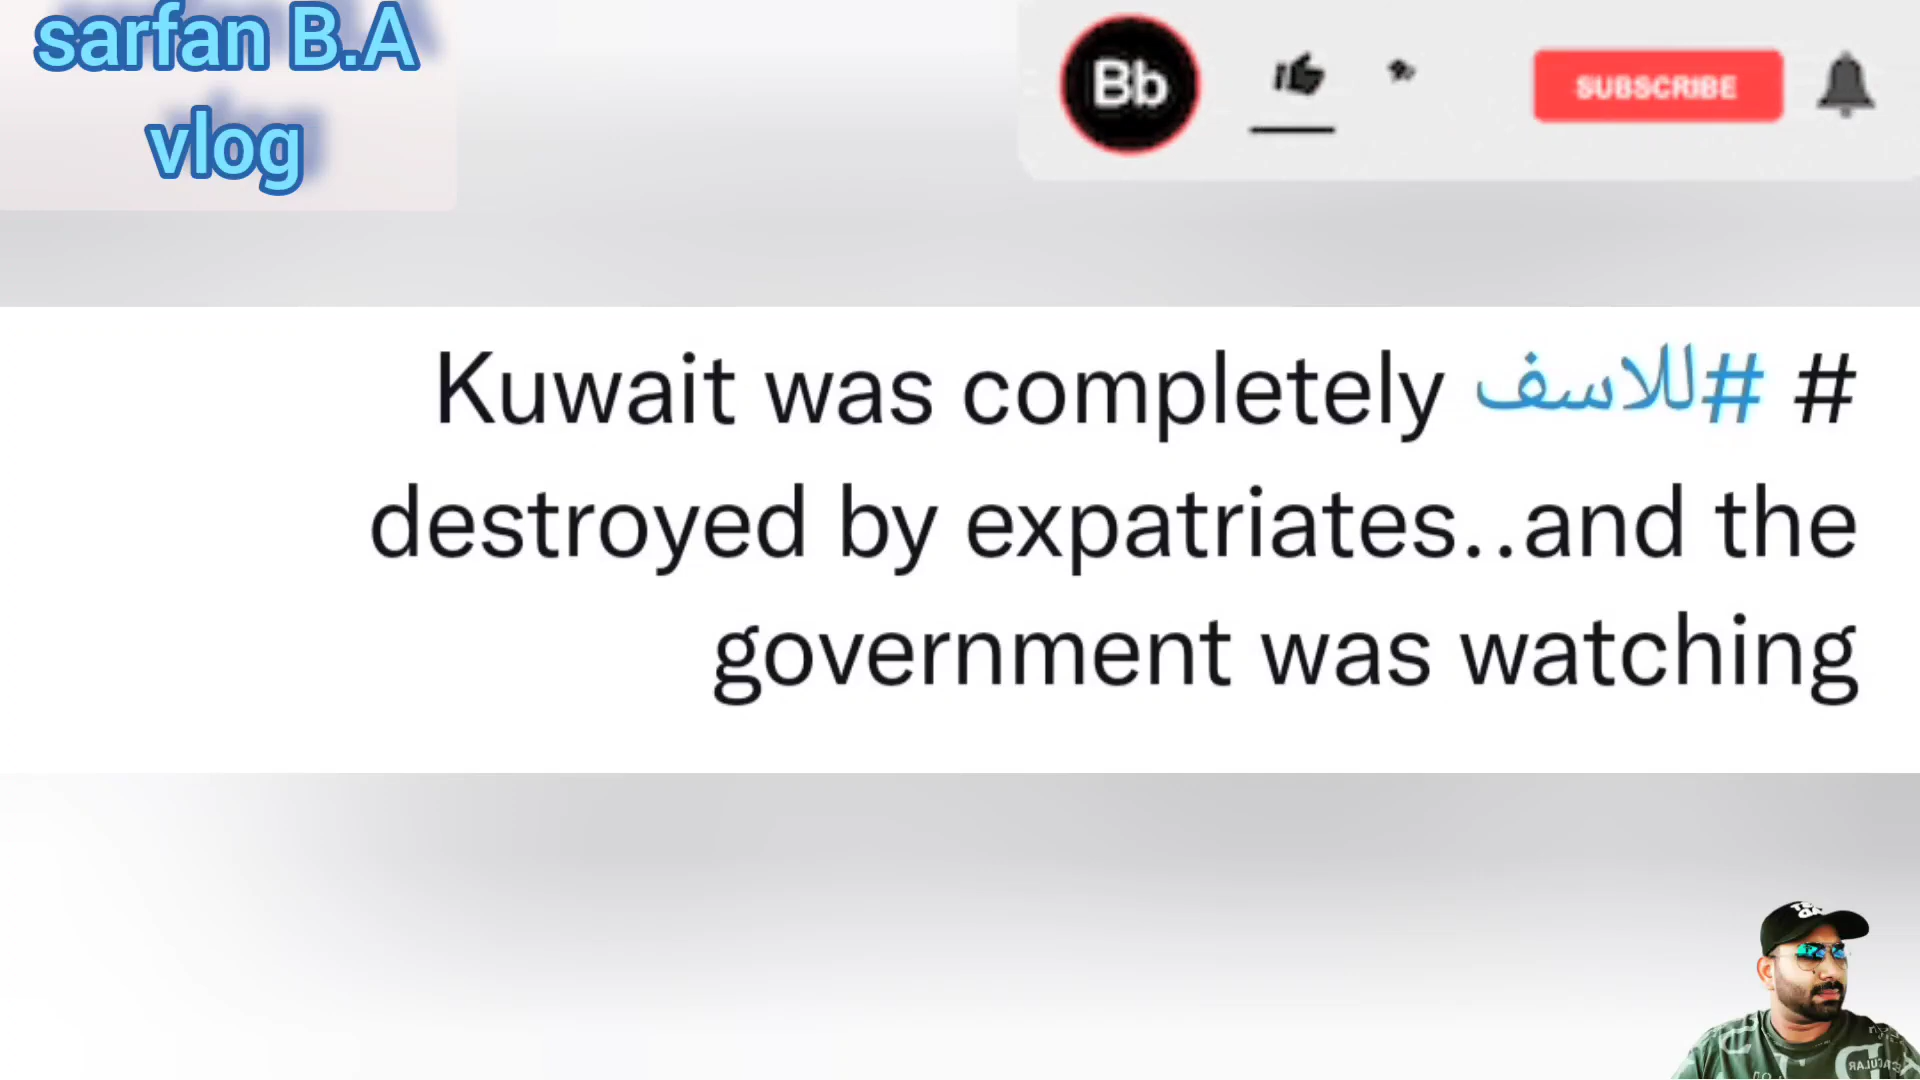 sarfan B.A
vlog
Bb
SUBSCRIBE
# #للاسف Kuwait was completely
destroyed by expatriates..and the
government was watching